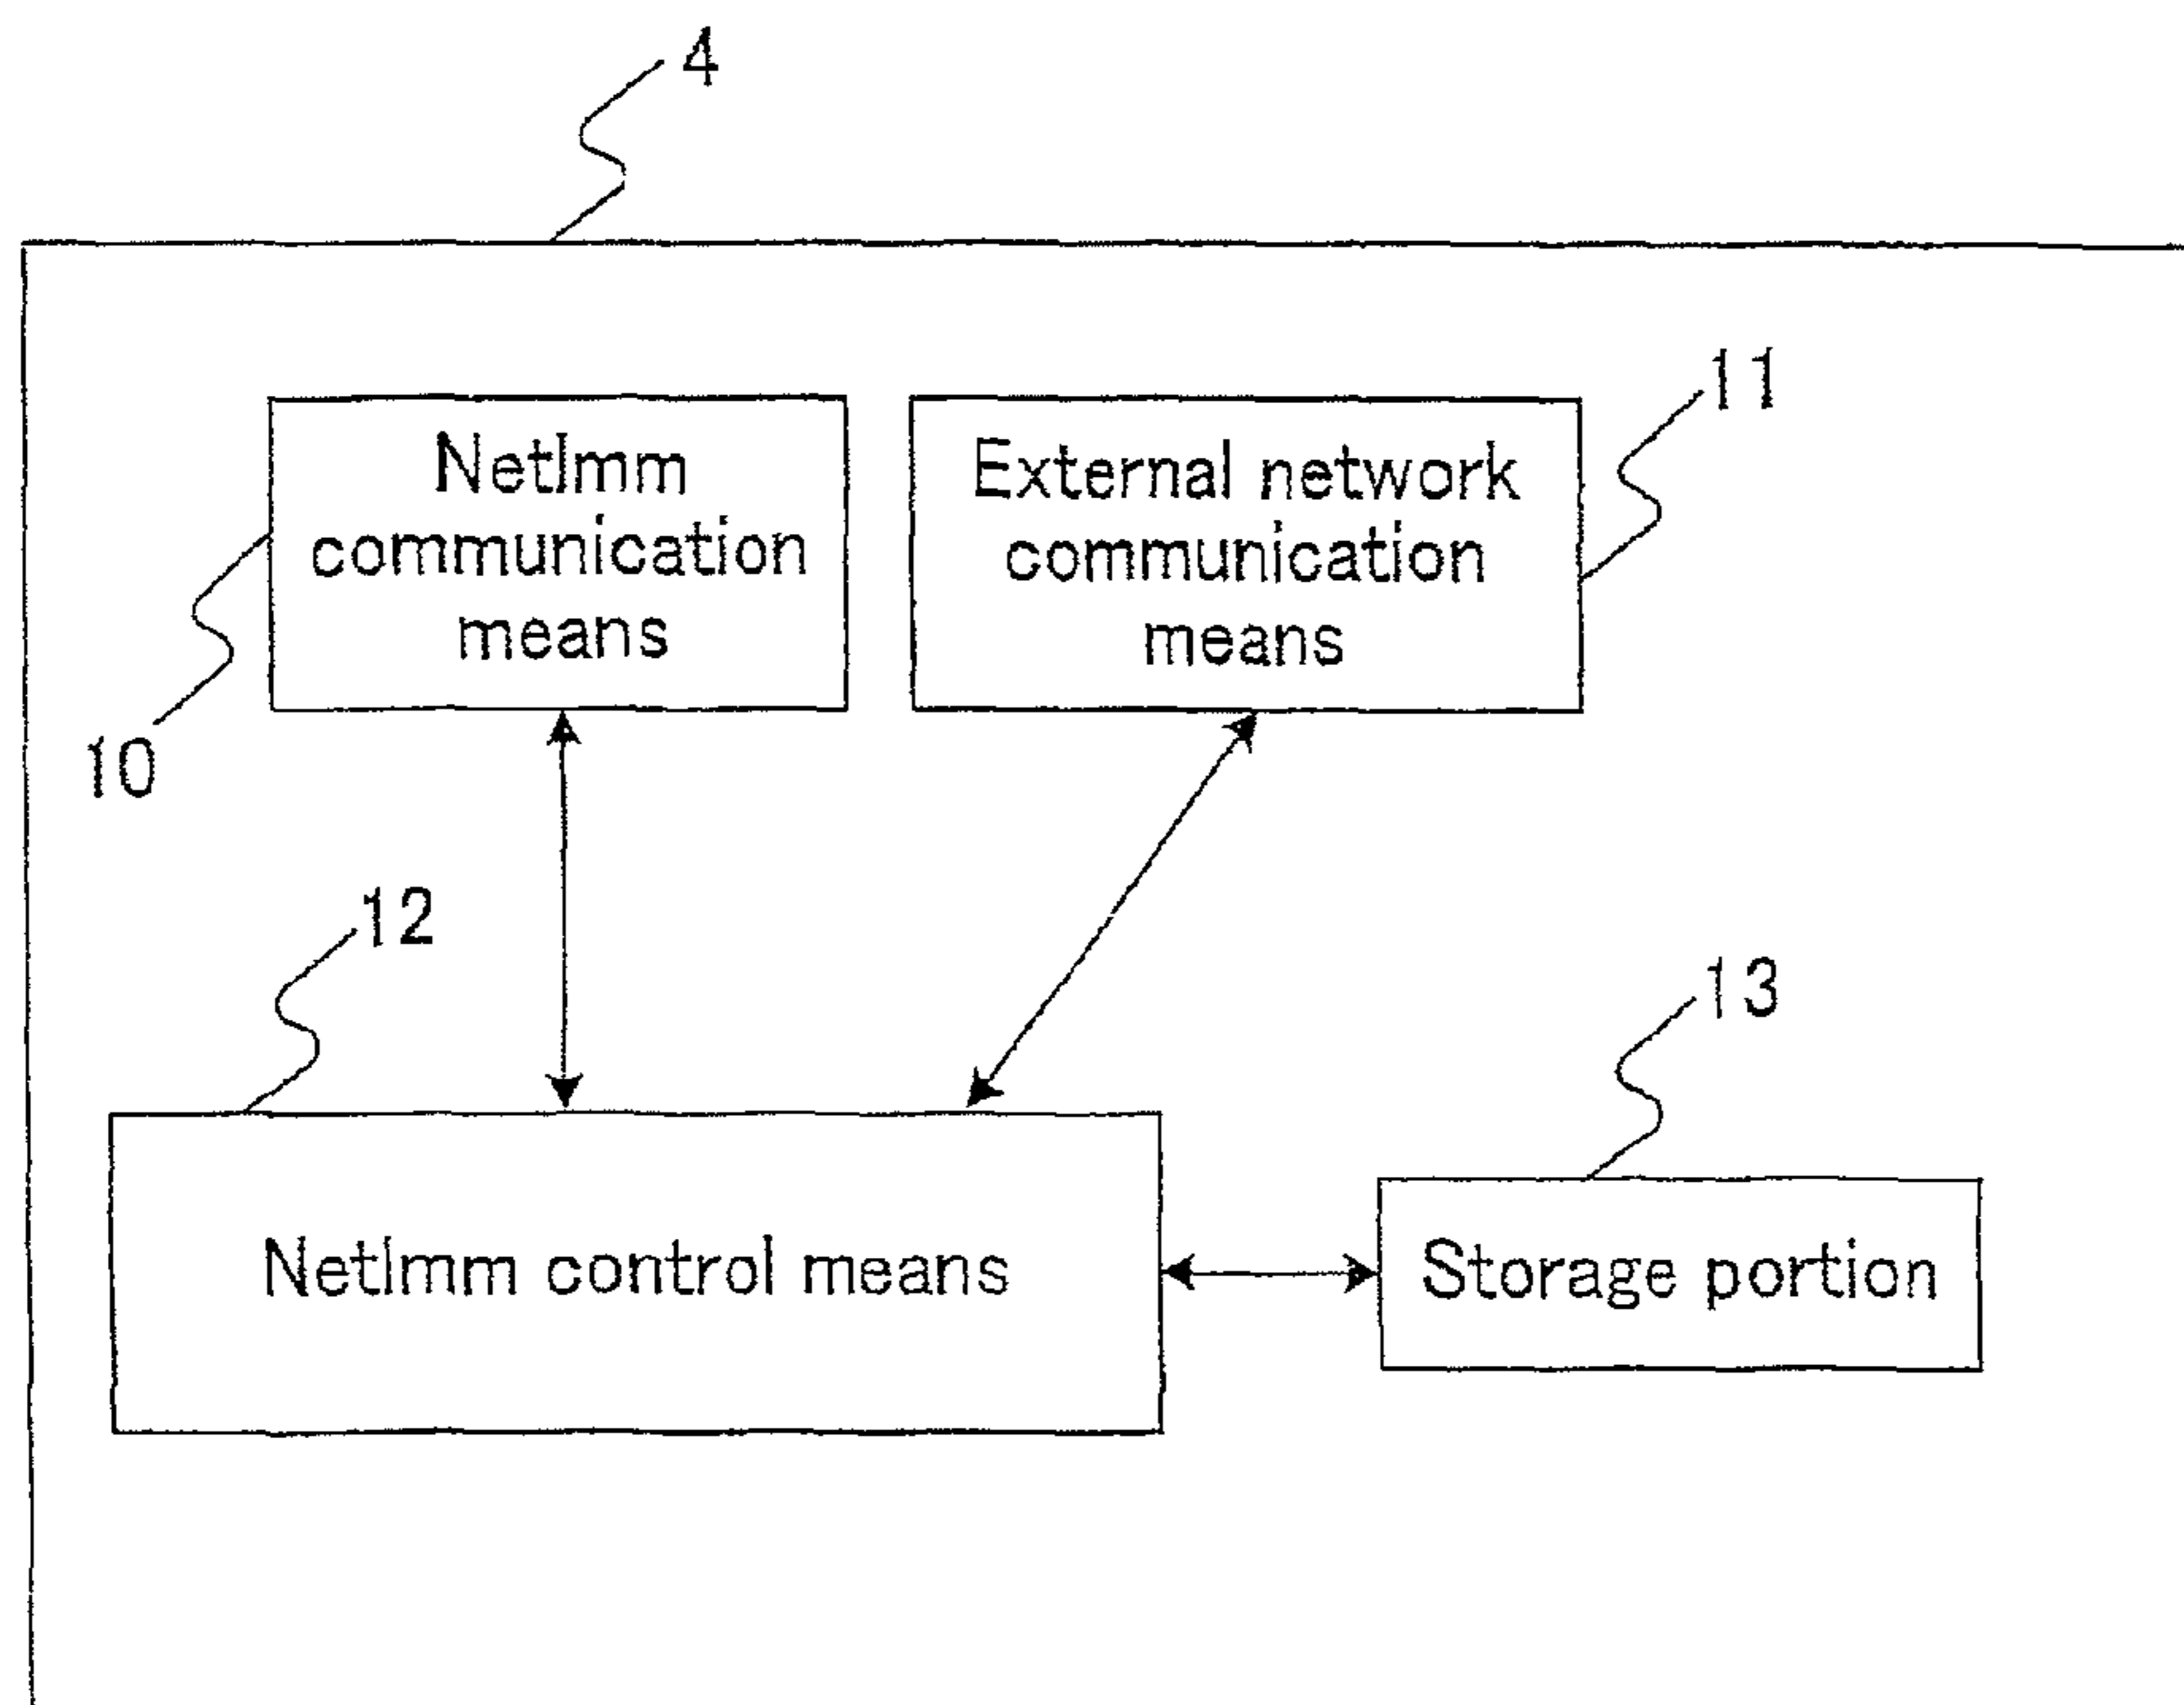 4
11
NetImm
communication
means
External network
communication
means
10
12
13
NetImm control means
Storage portion